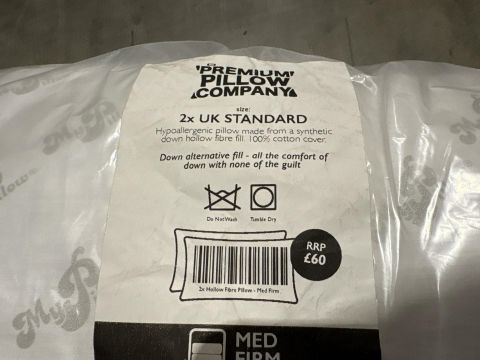 PREMIUM
PILLOW
COMPANY
size:
2x UK STANDARD
Hypoallergenic pillow made from a synthetic
down hollow fibre fill. 100% cotton cover.
Down alternative fill - all the comfort of
down with none of the guilt
Do Not Wash
Tumble Dry
RRP
£60
2x Hollow Fibre Pillow - Med Firm
MED
FIRM